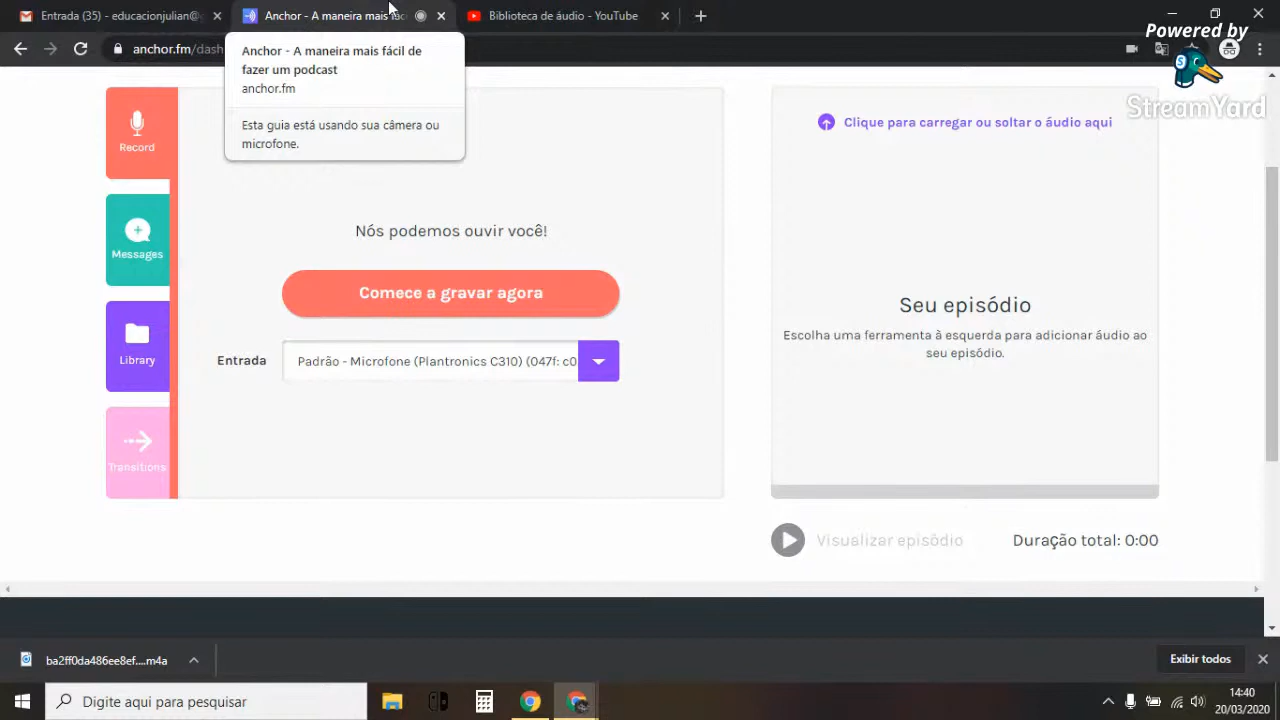 Entrada (35) - educacionjulian@
Anchor - A maneira mais
Biblioteca de áudio - YouTube
anchor.fm/dash
Anchor - A maneira mais fácil de
fazer um podcast
anchor.fm
Esta guia está usando sua câmera ou
microfone.
Powered by
StreamYard
Record
Messages
Library
Transitions
Nós podemos ouvir você!
Comece a gravar agora
Entrada
Padrão - Microfone (Plantronics C310) (047f: c0
Clique para carregar ou soltar o áudio aqui
Seu episódio
Escolha uma ferramenta à esquerda para adicionar áudio ao
seu episódio.
Visualizar episódio
Duração total: 0:00
ba2ff0da486ee8ef....m4a
Exibir todos
Digite aqui para pesquisar
14:40
20/03/2020